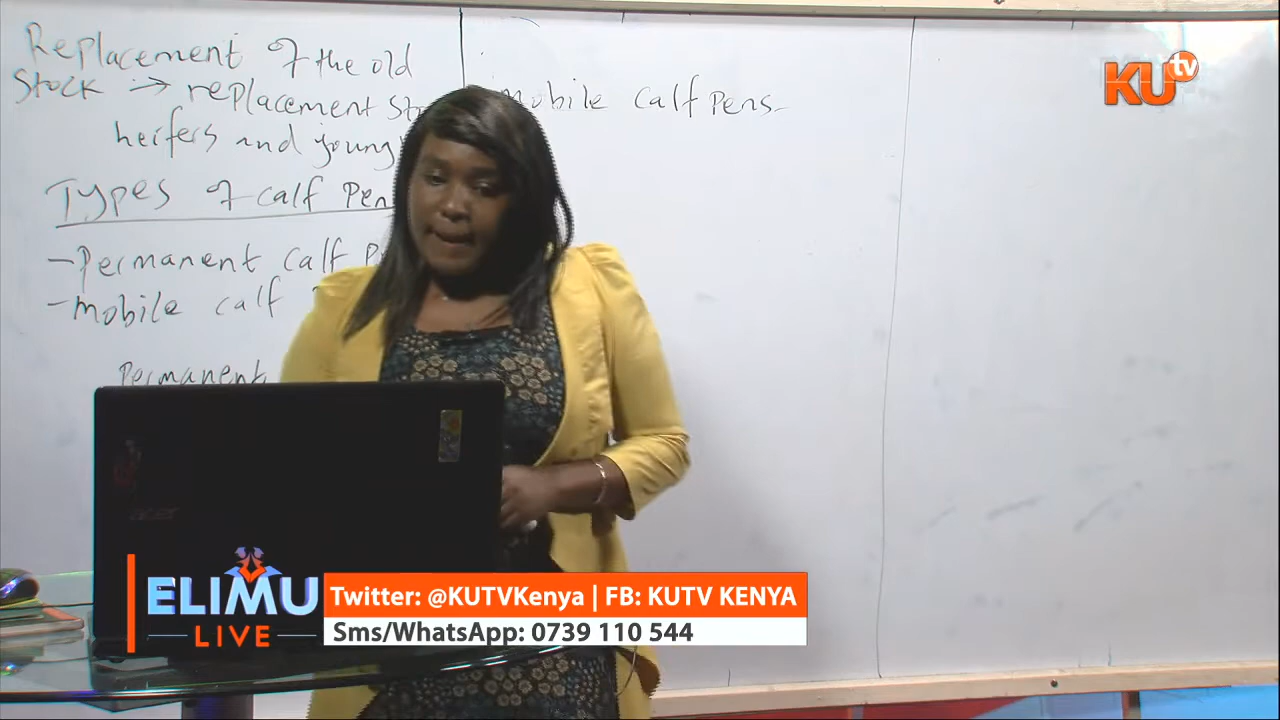 Replacement of the old
Stock → replacement
heifers and young
Types of calf Pen
- Permanent calf
- mobile calf
Permanent
mobile calf Pens
KU tv
ELIMU
LIVE
Twitter: @KUTVKenya | FB: KUTV KENYA
Sms/WhatsApp: 0739 110 544